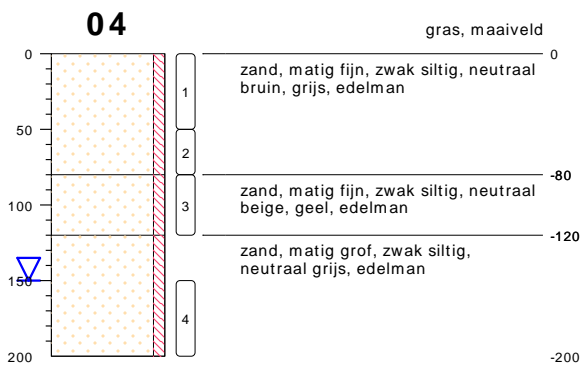 04
gras, maaiveld
0
0
zand, matig fijn, zwak siltig, neutraal
bruin, grijs, edelman
1
50
2
-80
zand, matig fijn, zwak siltig, neutraal
beige, geel, edelman
3
100
-120
zand, matig grof, zwak siltig,
neutraal grijs, edelman
150
4
200
-200